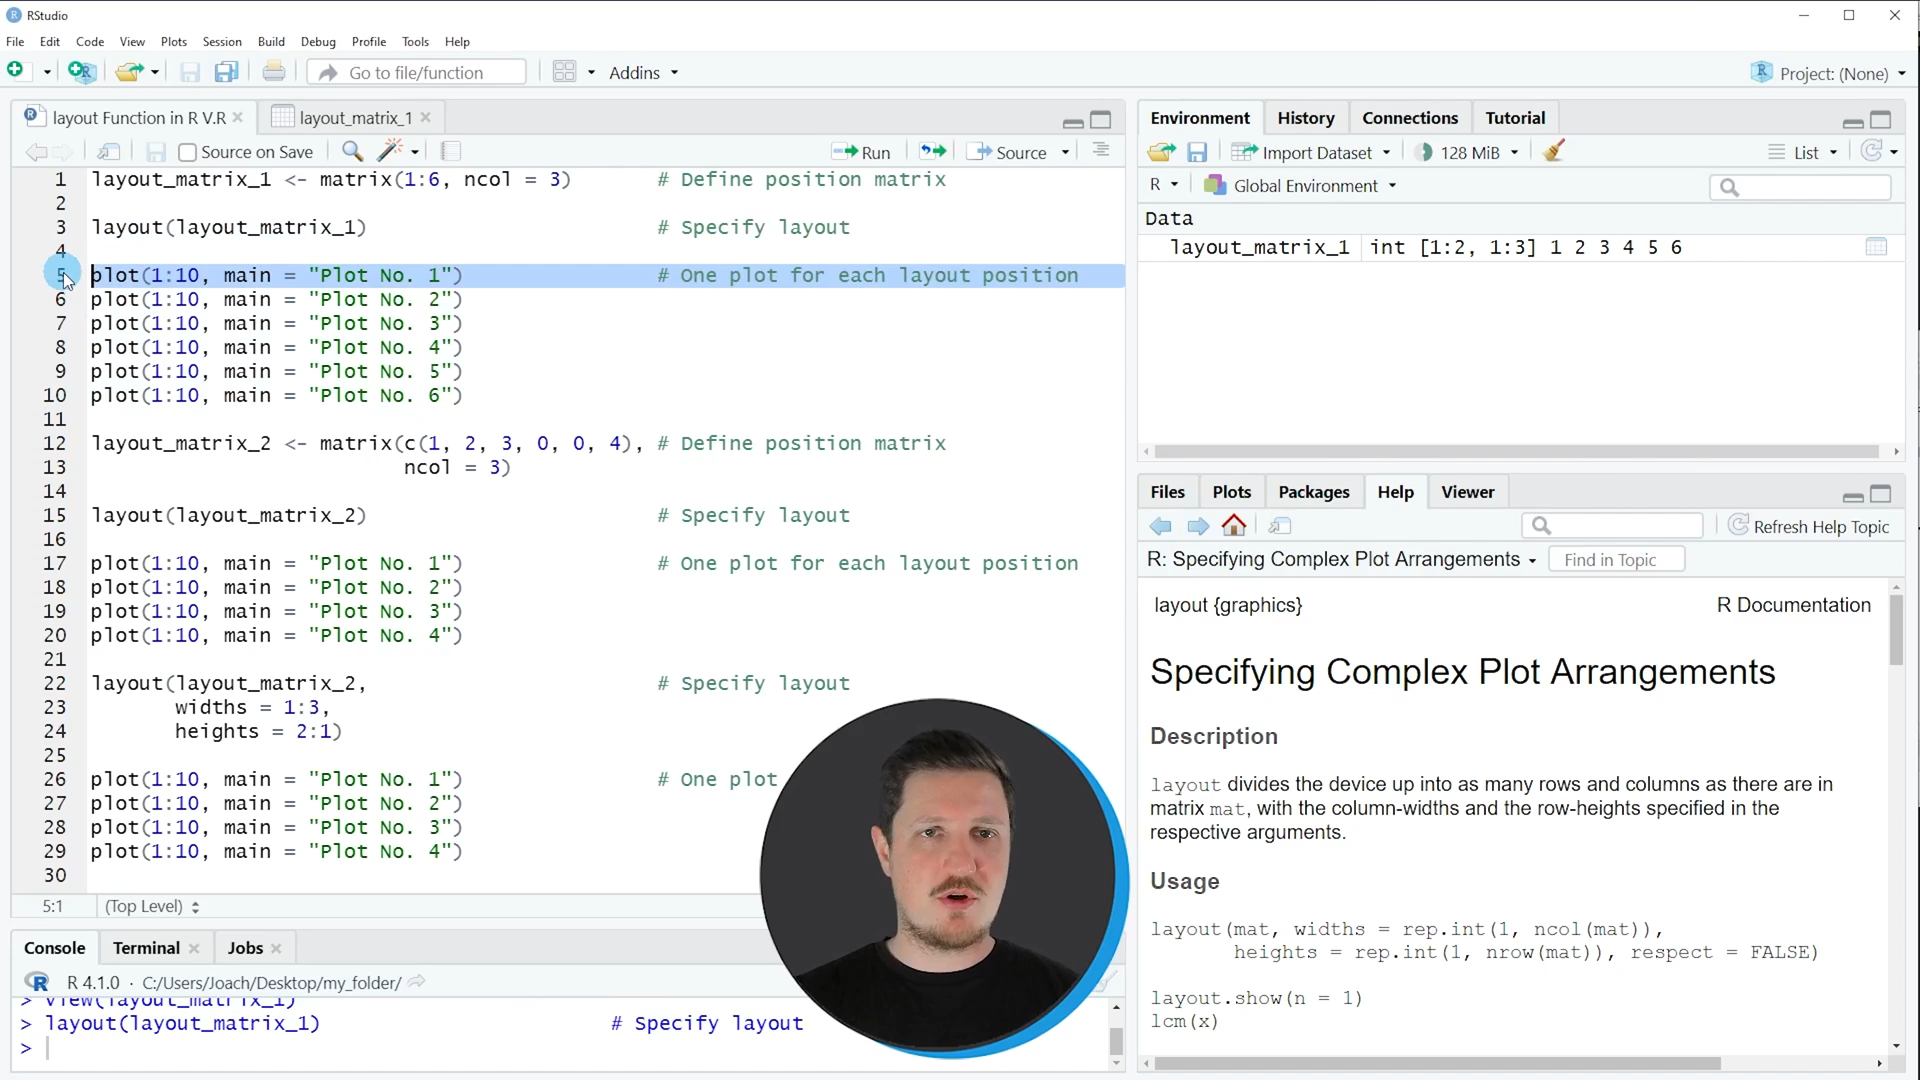 RStudio
File Edit Code View Plots Session Build Debug Profile Tools Help
Go to file/function Addins Project: (None)
layout Function in R V.R layout_matrix_1
Source on Save Run Source
1 layout_matrix_1 <- matrix(1:6, ncol = 3) # Define position matrix
2
3 layout(layout_matrix_1) # Specify layout
4
5 plot(1:10, main = "Plot No. 1") # One plot for each layout position
6 plot(1:10, main = "Plot No. 2")
7 plot(1:10, main = "Plot No. 3")
8 plot(1:10, main = "Plot No. 4")
9 plot(1:10, main = "Plot No. 5")
10 plot(1:10, main = "Plot No. 6")
11
12 layout_matrix_2 <- matrix(c(1, 2, 3, 0, 0, 4), # Define position matrix
13 ncol = 3)
14
15 layout(layout_matrix_2) # Specify layout
16
17 plot(1:10, main = "Plot No. 1") # One plot for each layout position
18 plot(1:10, main = "Plot No. 2")
19 plot(1:10, main = "Plot No. 3")
20 plot(1:10, main = "Plot No. 4")
21
22 layout(layout_matrix_2, # Specify layout
23 widths = 1:3,
24 heights = 2:1)
25
26 plot(1:10, main = "Plot No. 1") # One plot
27 plot(1:10, main = "Plot No. 2")
28 plot(1:10, main = "Plot No. 3")
29 plot(1:10, main = "Plot No. 4")
30
5:1 (Top Level)
Console Terminal Jobs
R 4.1.0 · C:/Users/Joach/Desktop/my_folder/
> View(layout_matrix_1)
> layout(layout_matrix_1) # Specify layout
>
Environment History Connections Tutorial
Import Dataset 128 MiB List
R Global Environment
Data
layout_matrix_1 int [1:2, 1:3] 1 2 3 4 5 6
Files Plots Packages Help Viewer
Refresh Help Topic
R: Specifying Complex Plot Arrangements Find in Topic
layout {graphics} R Documentation
Specifying Complex Plot Arrangements
Description
layout divides the device up into as many rows and columns as there are in
matrix mat, with the column-widths and the row-heights specified in the
respective arguments.
Usage
layout(mat, widths = rep.int(1, ncol(mat)),
heights = rep.int(1, nrow(mat)), respect = FALSE)
layout.show(n = 1)
lcm(x)